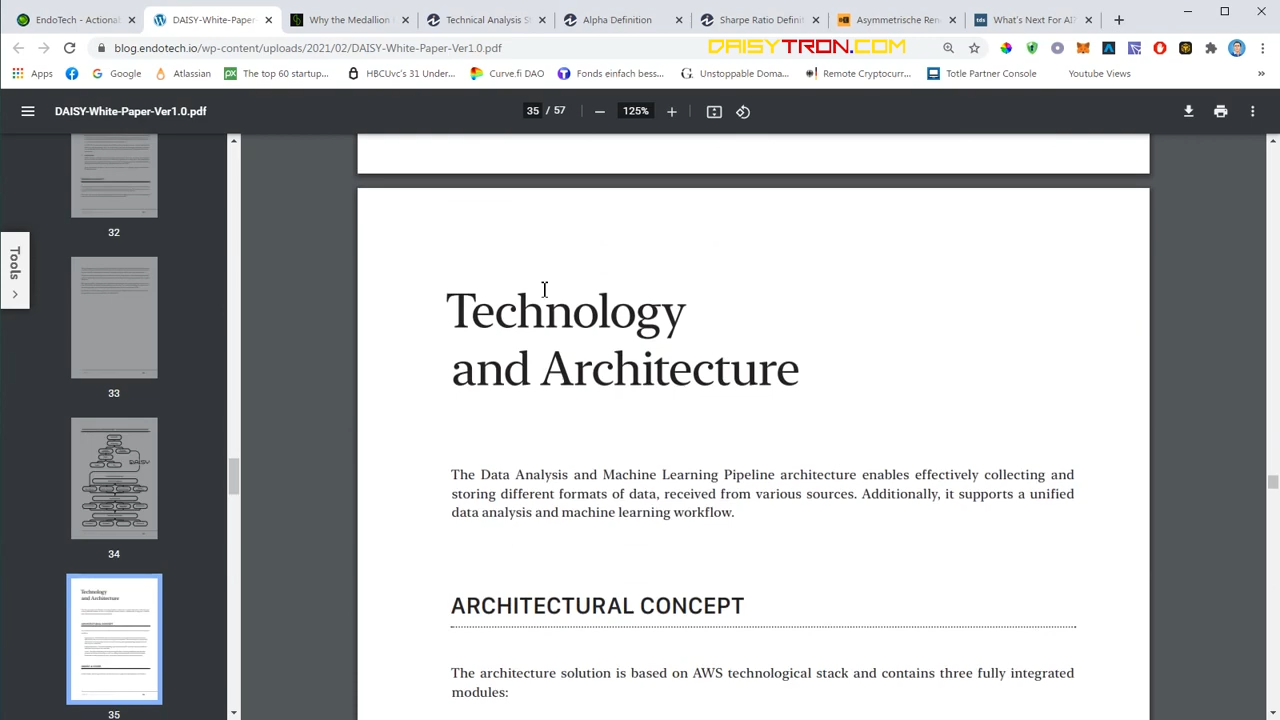 EndoTech - Actional
DAISY-White-Paper-
Why the Medallion
Technical Analysis S
Alpha Definition
Sharpe Ratio Defini
Asymmetrische Ren
What's Next For AI?
blog.endotech.io/wp-content/uploads/2021/02/DAISY-White-Paper-Ver1.0.pdf
DAISYTRON.COM
Apps
Google
Atlassian
The top 60 startup...
HBCUvc's 31 Under...
Curve.fi DAO
Fonds einfach bess...
Unstoppable Doma...
Remote Cryptocurr...
Totle Partner Console
Youtube Views
DAISY-White-Paper-Ver1.0.pdf
35 / 57
125%
32
33
34
35
Tools
Technology
and Architecture
The Data Analysis and Machine Learning Pipeline architecture enables effectively collecting and
storing different formats of data, received from various sources. Additionally, it supports a unified
data analysis and machine learning workflow.
ARCHITECTURAL CONCEPT
The architecture solution is based on AWS technological stack and contains three fully integrated
modules: